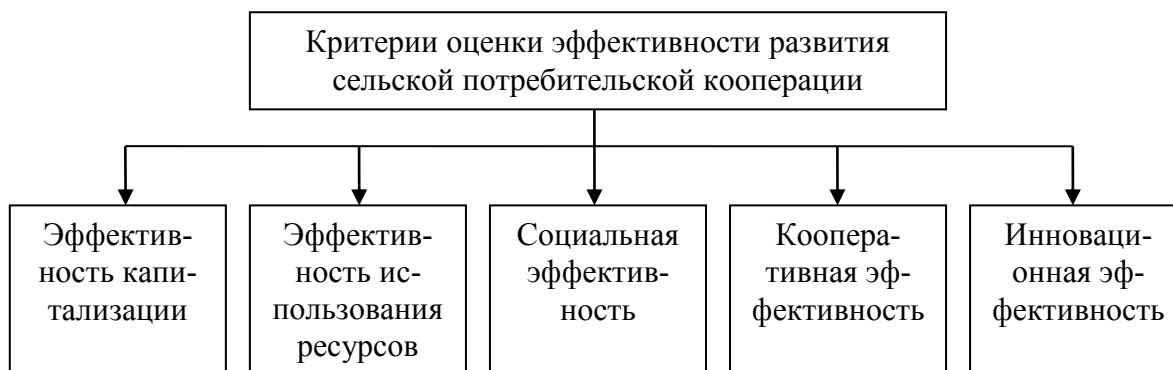 Критерии оценки эффективности развития
сельской потребительской кооперации
Эффектив-
ность капи-
тализации
Эффектив-
ность ис-
пользования
ресурсов
Социальная
эффектив-
ность
Коопера-
тивная эф-
фективность
Инноваци-
онная эф-
фективность